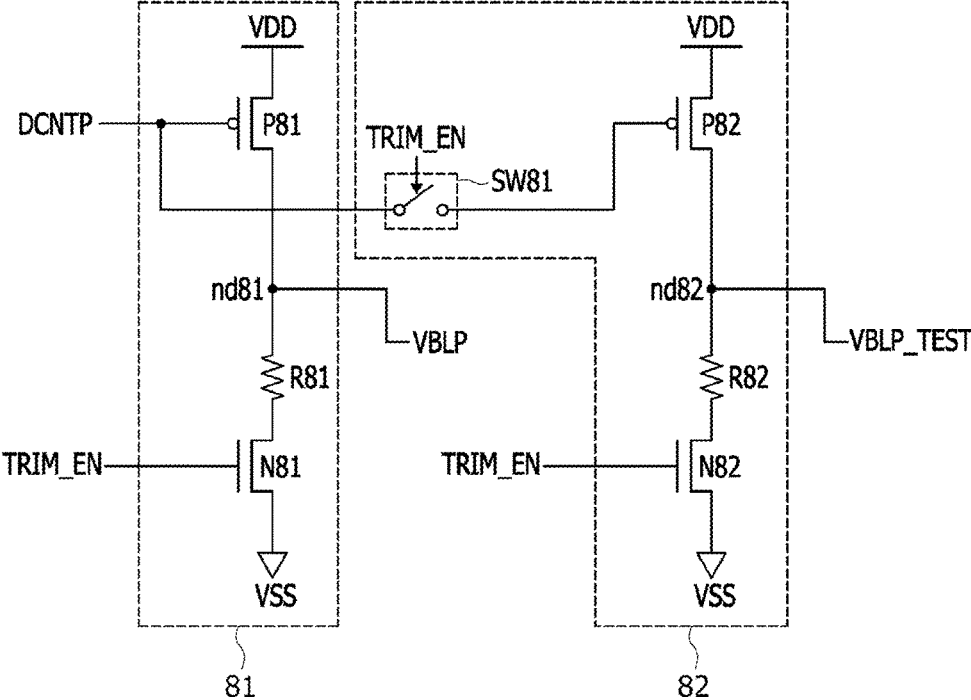 VDD
VDD
DCNTP
P81
P82
TRIM_EN
SW81
nd81
nd82
VBLP
VBLP_TEST
R81
R82
TRIM_EN
N81
TRIM_EN
N82
VSS
VSS
81
82